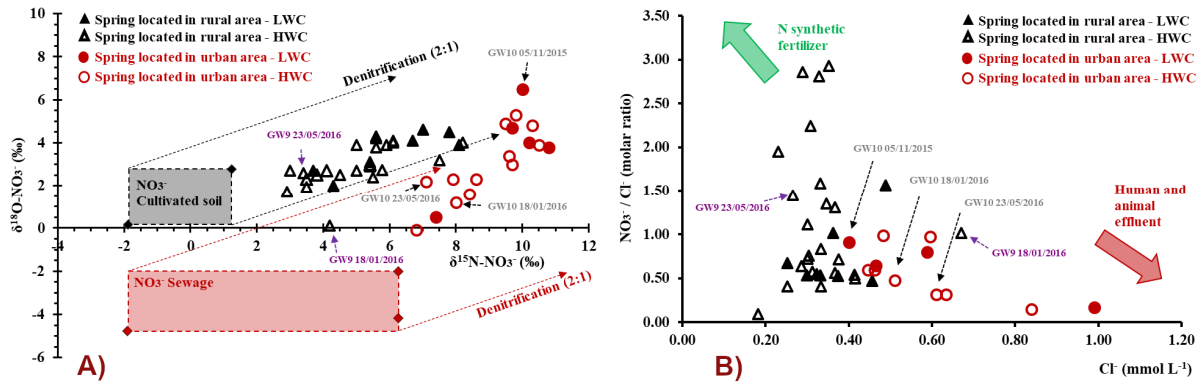 ▲ Spring located in rural area - LWC
△ Spring located in rural area - HWC
● Spring located in urban area - LWC
○ Spring located in urban area - HWC
δ¹⁸O-NO₃⁻ (‰)
8
6
4
2
0
-2
-4
-6
-4
-2
0
2
4
6
8
10
12
δ¹⁵N-NO₃⁻ (‰)
Denitrification (2:1)
GW10 05/11/2015
GW9 23/05/2016
NO₃⁻
Cultivated soil
GW10 23/05/2016
GW10 18/01/2016
GW9 18/01/2016
NO₃⁻ Sewage
Denitrification (2:1)
A)
NO₃⁻ / Cl⁻ (molar ratio)
3.50
3.00
2.50
2.00
1.50
1.00
0.50
0.00
0.00
0.20
0.40
0.60
0.80
1.00
1.20
Cl⁻ (mmol L⁻¹)
N synthetic
fertilizer
▲ Spring located in rural area - LWC
△ Spring located in rural area - HWC
● Spring located in urban area - LWC
○ Spring located in urban area - HWC
GW10 05/11/2015
GW10 18/01/2016
GW10 23/05/2016
GW9 23/05/2016
GW9 18/01/2016
Human and
animal
effluent
B)